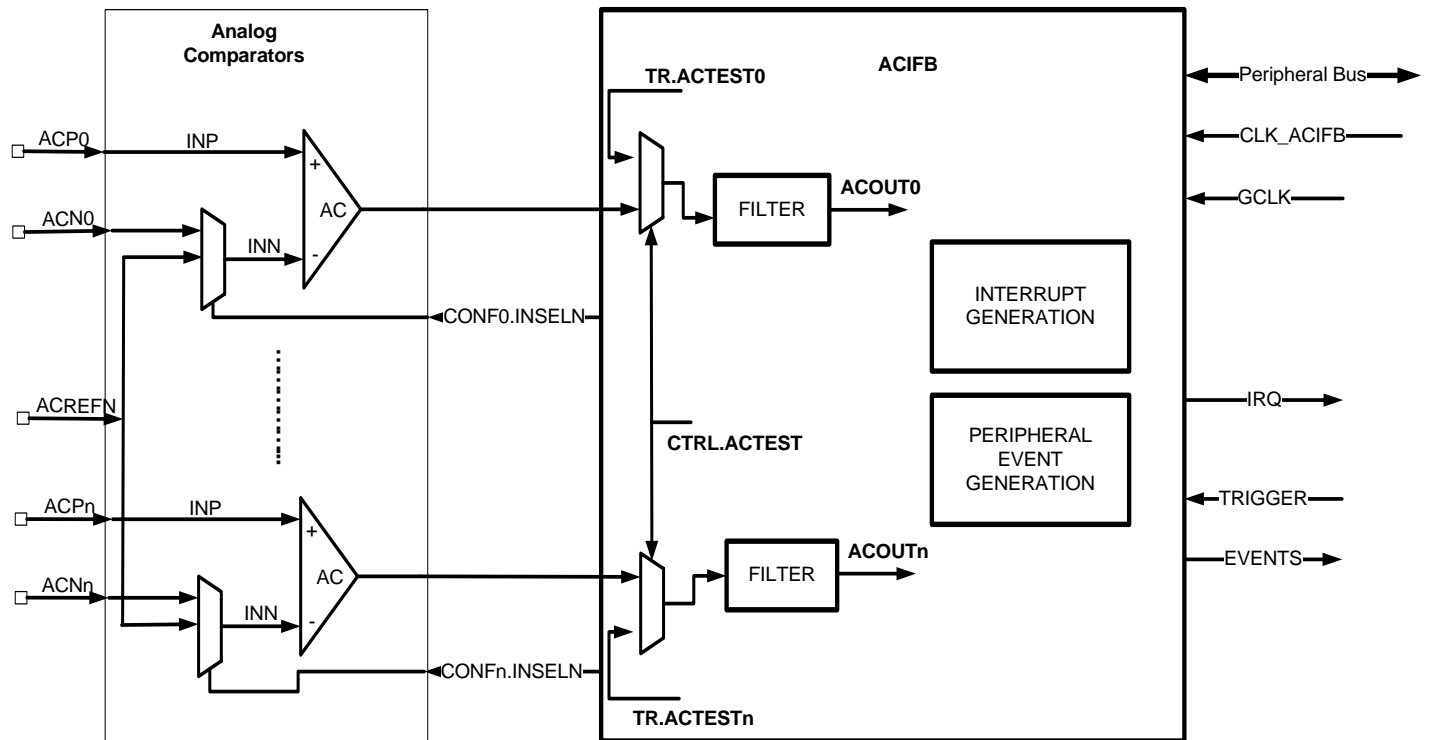 Analog
Comparators
ACIFB
TR.ACTEST0
Peripheral Bus
CLK_ACIFB
GCLK
ACP0
INP
+
AC
-
ACN0
INN
FILTER
ACOUT0
CONF0.INSELN
INTERRUPT
GENERATION
ACREFN
CTRL.ACTEST
IRQ
PERIPHERAL
EVENT
GENERATION
TRIGGER
EVENTS
ACPn
INP
+
AC
-
ACNn
INN
FILTER
ACOUTn
CONFn.INSELN
TR.ACTESTn